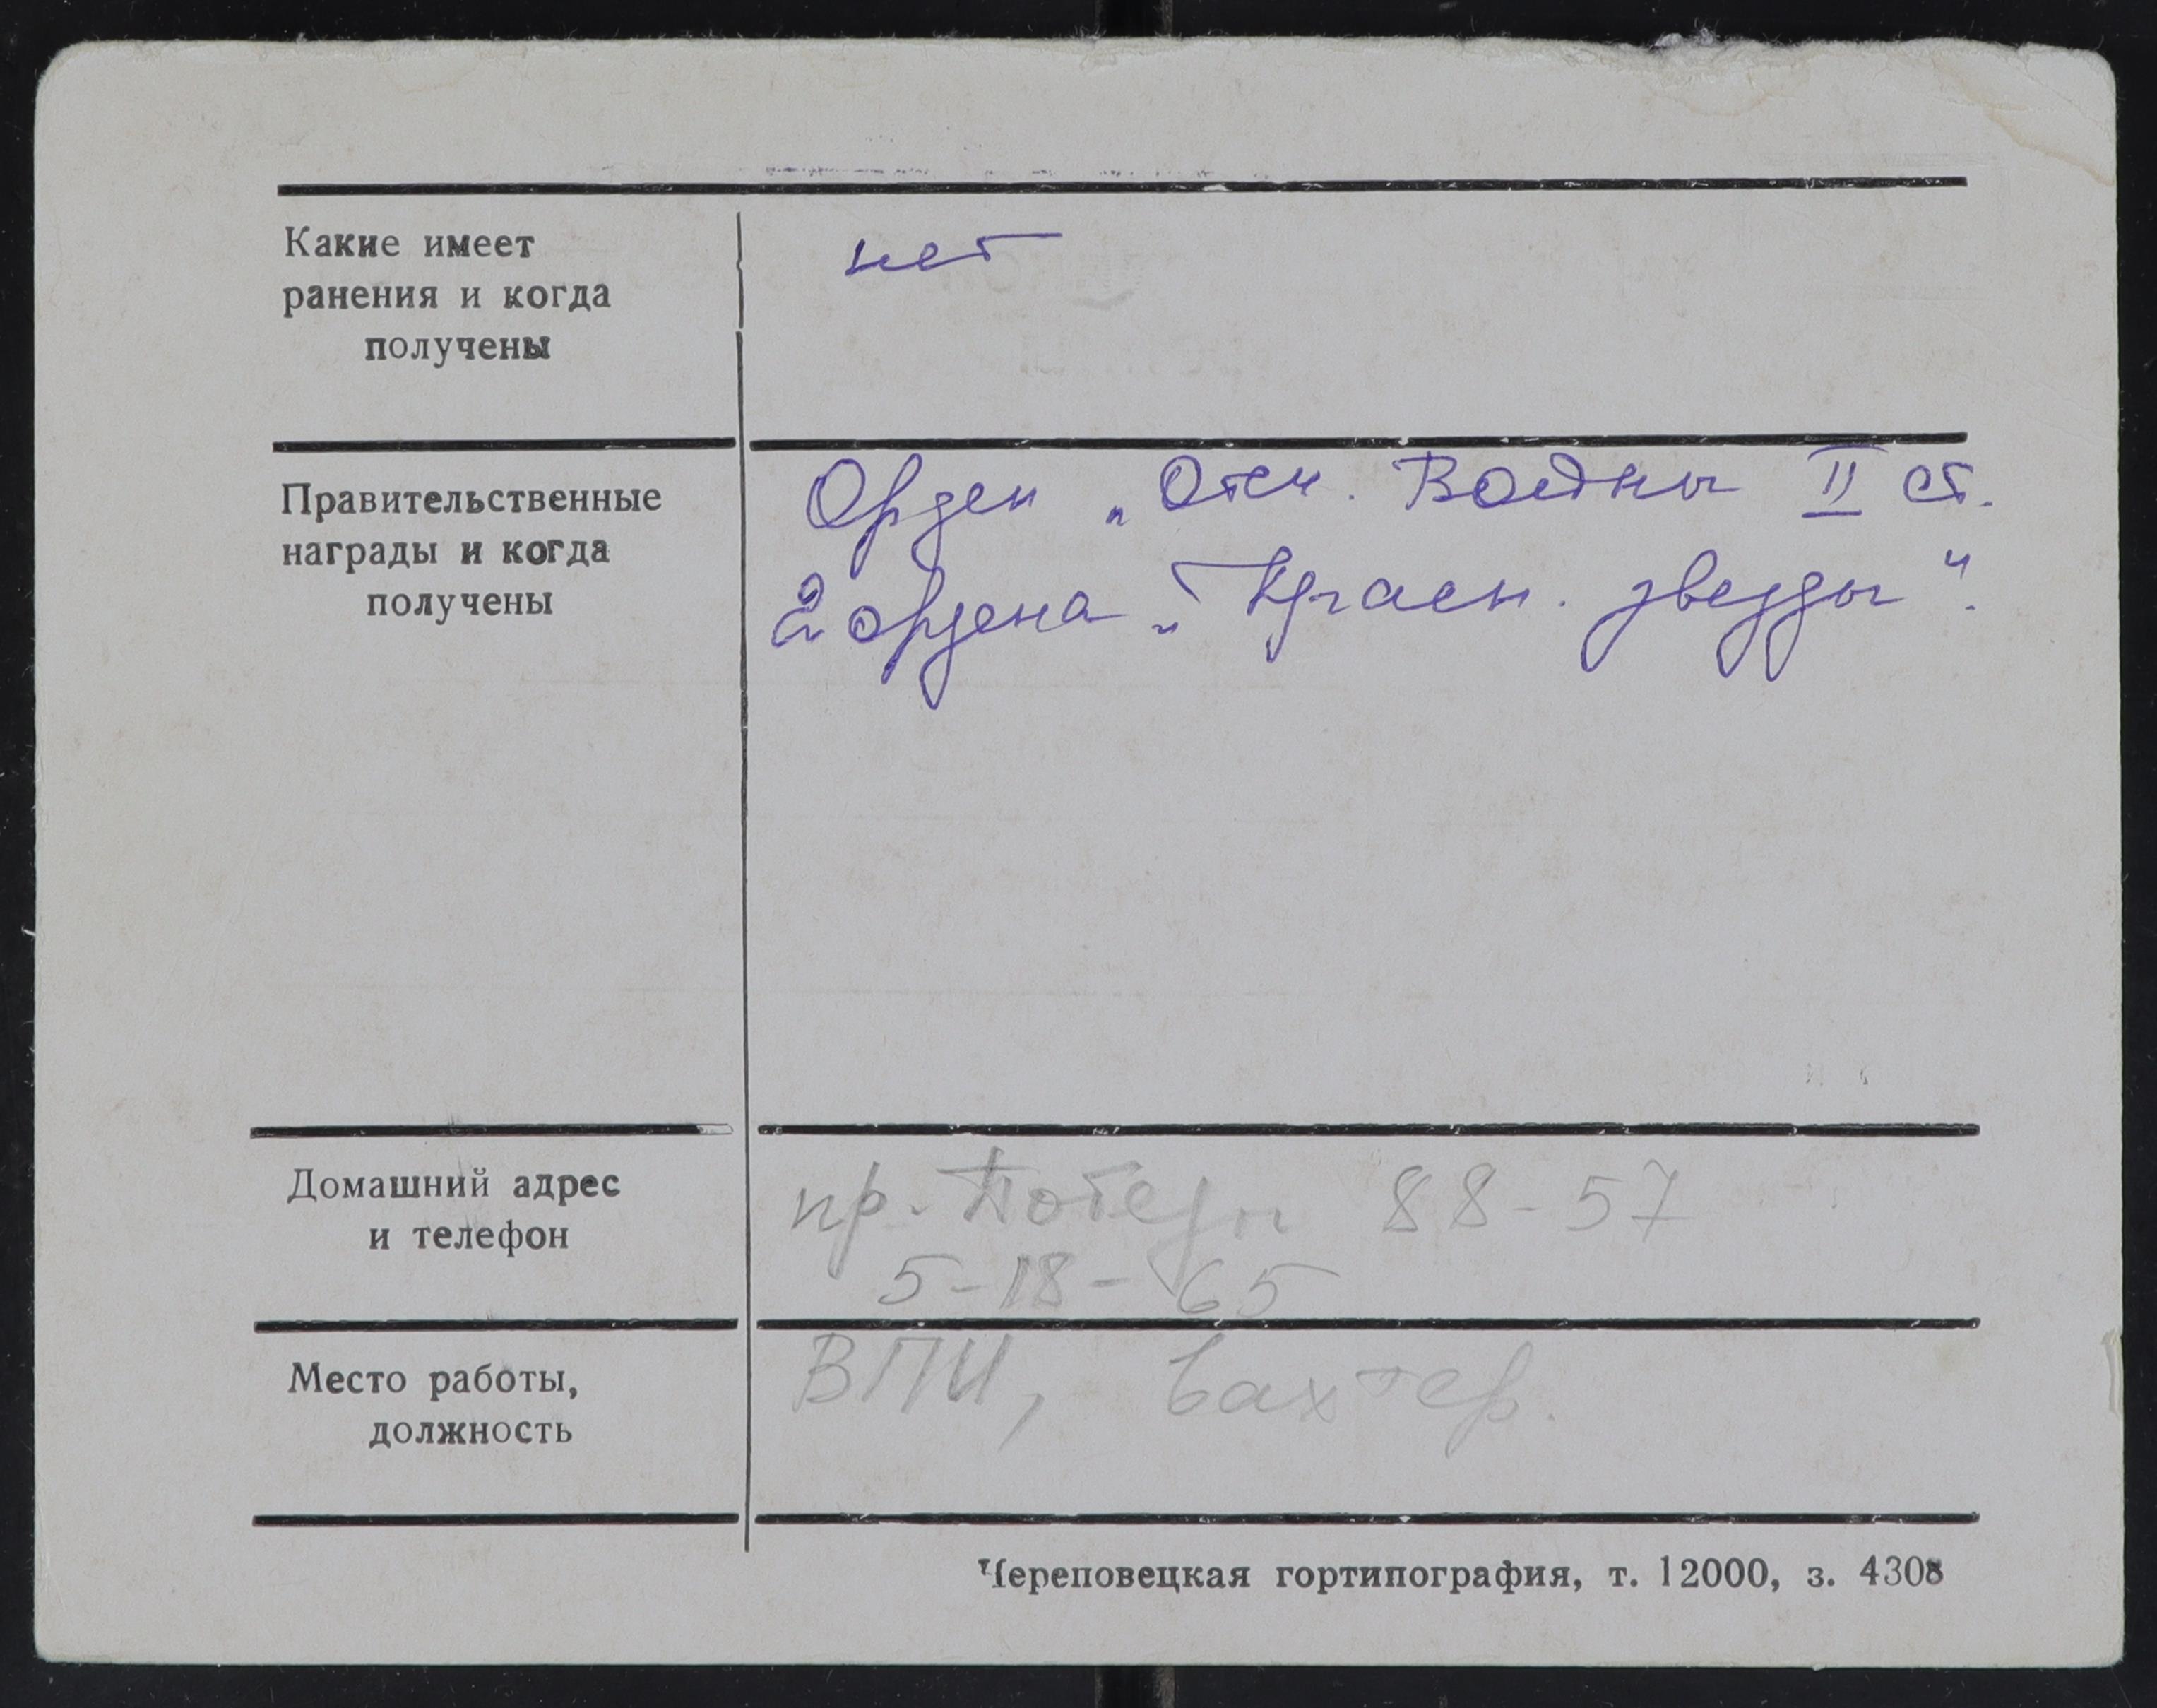 Какие имеет
ранения и когда
получены
нет
Правительственные
награды и когда
получены
Орден „Отеч. Войны II ст.
2 ордена „Красн. звезды“.
Домашний адрес
и телефон
пр. Победы 88-57
5-18-65
Место работы,
должность
ВПИ, вахтер.
Череповецкая гортипография, т. 12000, з. 4308